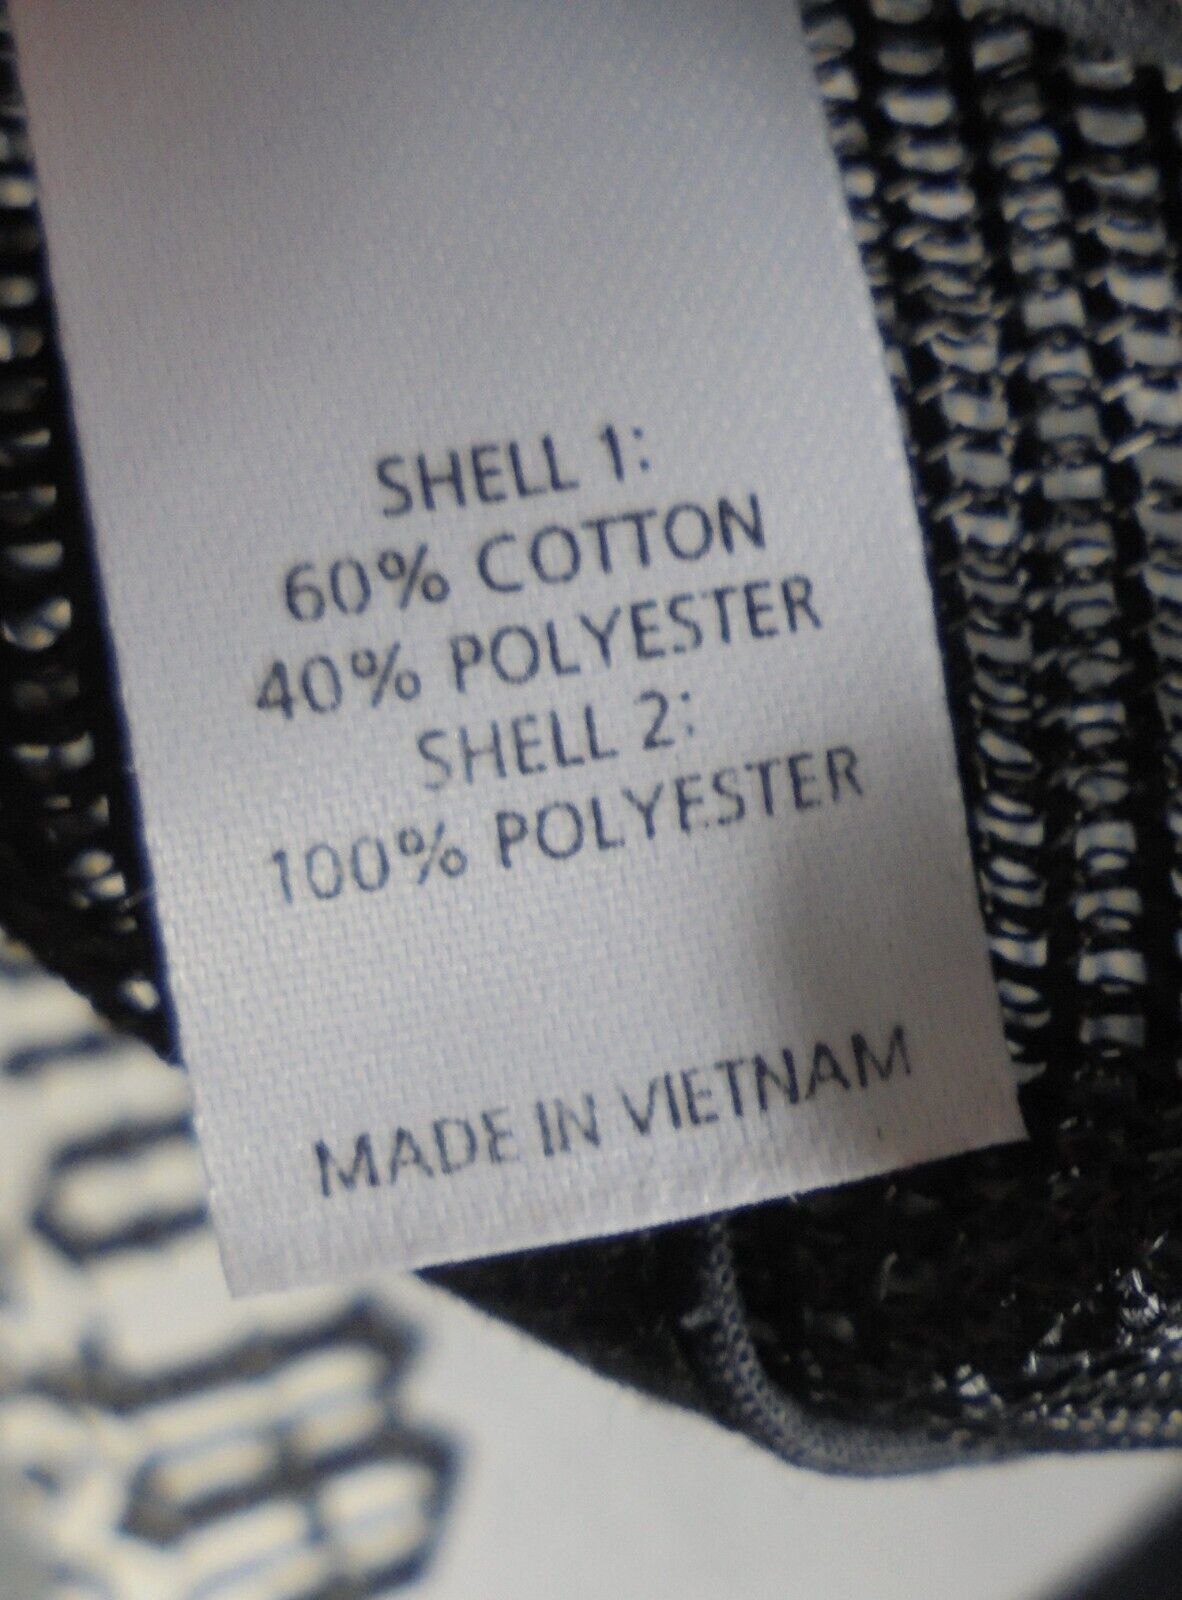 SHELL 1:
60% COTTON
40% POLYESTER
SHELL 2:
100% POLYESTER
MADE IN VIETNAM